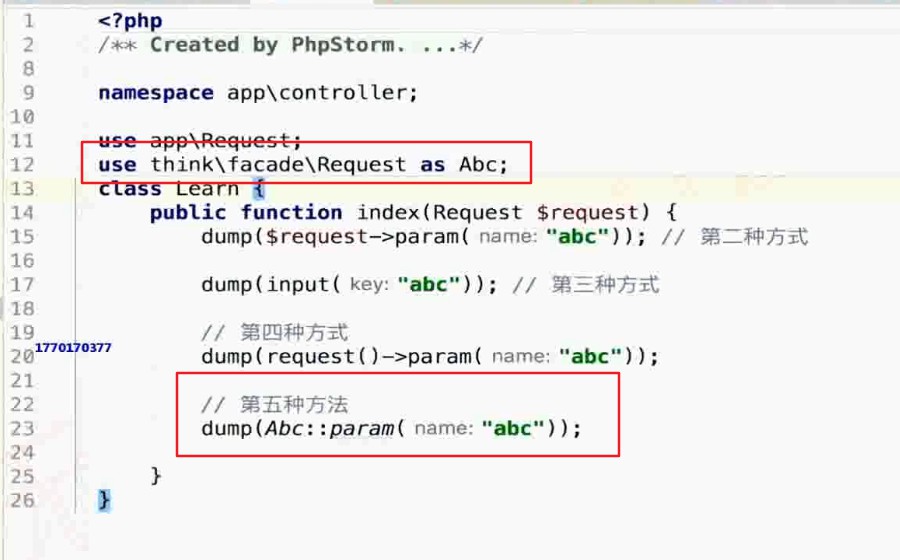 1 <?php
2 /** Created by PhpStorm. ...*/
8
9 namespace app\controller;
10
11 use app\Request;
12 use think\facade\Request as Abc;
13 class Learn {
14 public function index(Request $request) {
15 dump($request->param( name: "abc")); // 第二种方式
16
17 dump(input( key: "abc")); // 第三种方式
18
19 // 第四种方式
1770170377
20 dump(request()->param( name: "abc"));
21
22 // 第五种方法
23 dump(Abc::param( name: "abc"));
24
25 }
26 }